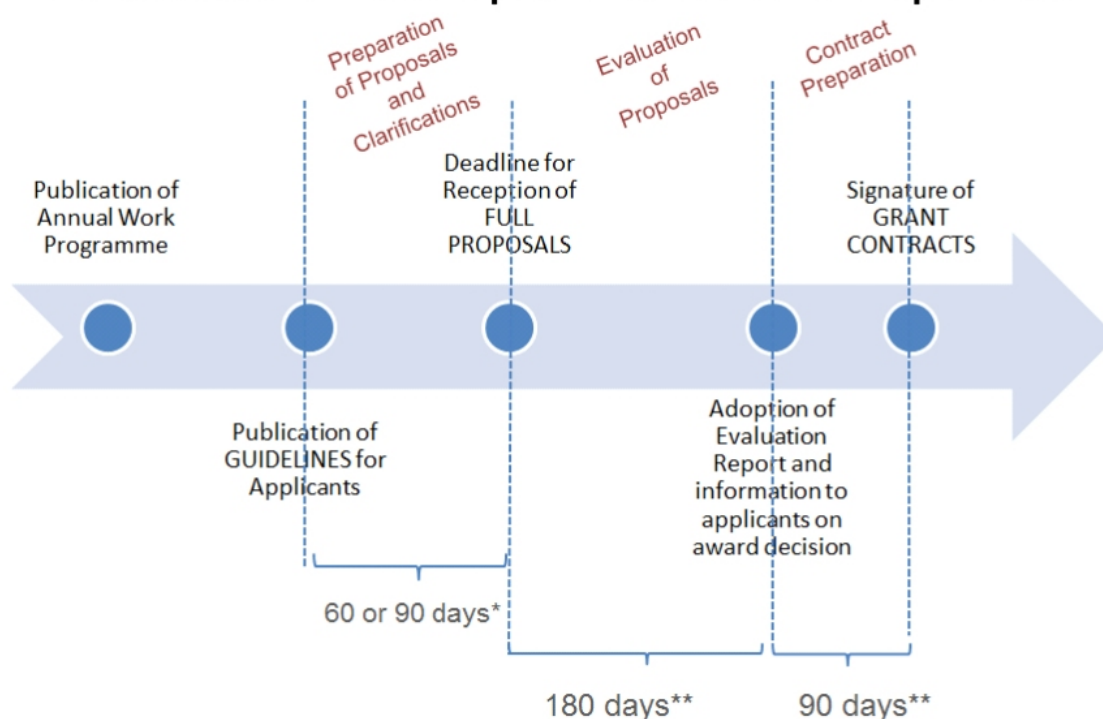 Preparation
of Proposals
and
Clarifications
Evaluation
of
Proposals
Contract
Preparation
Publication of
Annual Work
Programme
Deadline for
Reception of
FULL
PROPOSALS
Signature of
GRANT
CONTRACTS
Publication of
GUIDELINES for
Applicants
Adoption of
Evaluation
Report and
information to
applicants on
award decision
60 or 90 days*
180 days**
90 days**